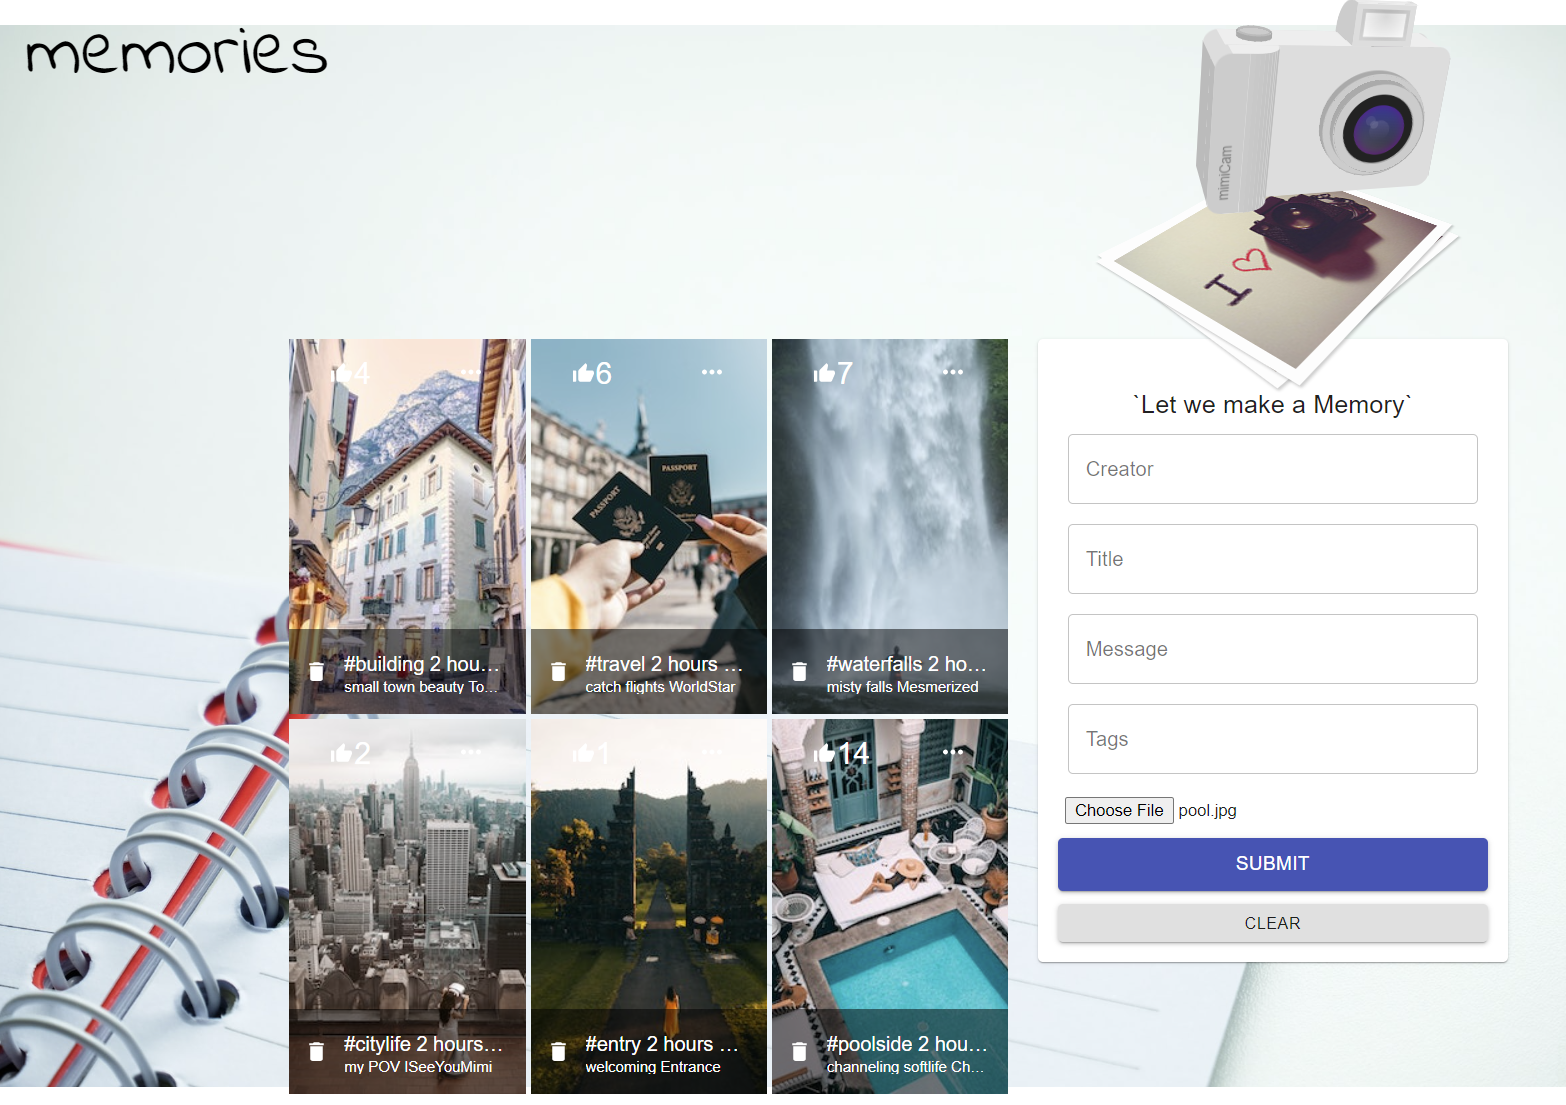 memories
mimiCam
I
4
6
7
PASSPORT
PASSPORT
#building 2 hou…
small town beauty To…
#travel 2 hours …
catch flights WorldStar
#waterfalls 2 ho…
misty falls Mesmerized
2
1
14
#citylife 2 hours…
my POV ISeeYouMimi
#entry 2 hours …
welcoming Entrance
#poolside 2 hou…
channeling softlife Ch…
`Let we make a Memory`
Creator
Title
Message
Tags
Choose File pool.jpg
SUBMIT
CLEAR